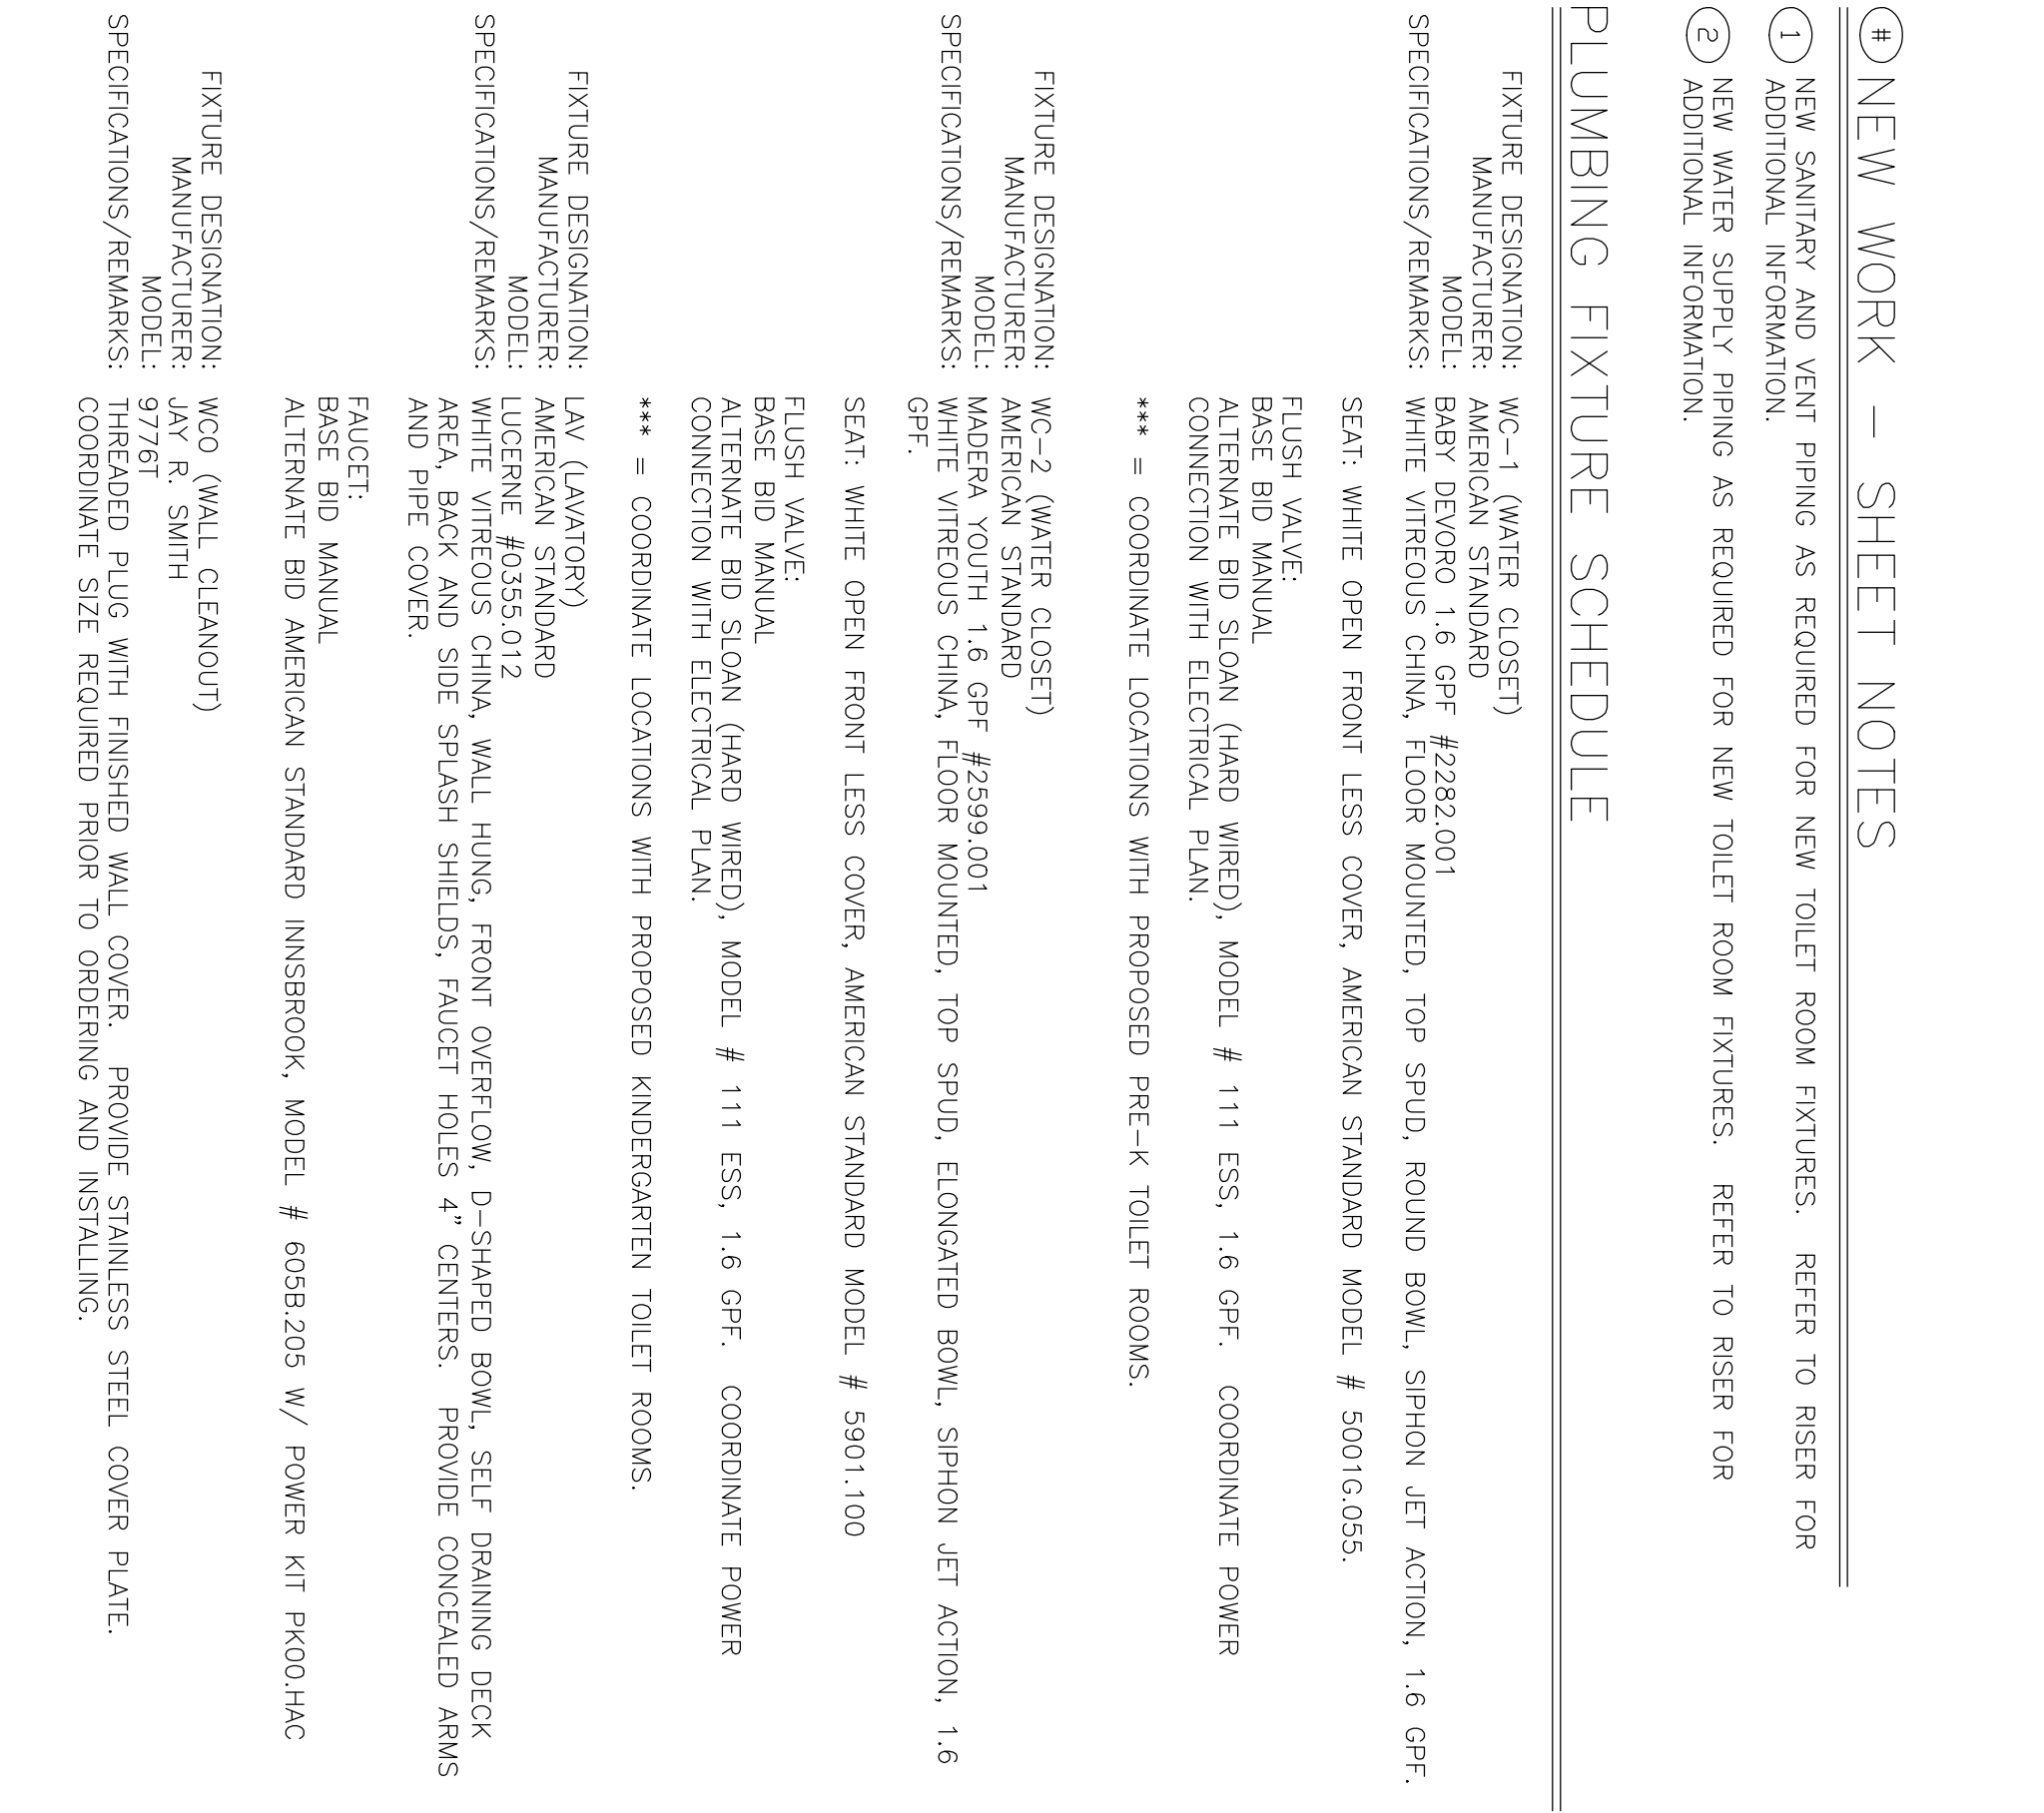 # NEW WORK – SHEET NOTES
1 NEW SANITARY AND VENT PIPING AS REQUIRED FOR NEW TOILET ROOM FIXTURES. REFER TO RISER FOR
ADDITIONAL INFORMATION.
2 NEW WATER SUPPLY PIPING AS REQUIRED FOR NEW TOILET ROOM FIXTURES. REFER TO RISER FOR
ADDITIONAL INFORMATION.
PLUMBING FIXTURE SCHEDULE
FIXTURE DESIGNATION: WC-1 (WATER CLOSET)
MANUFACTURER: AMERICAN STANDARD
MODEL: BABY DEVORO 1.6 GPF #2282.001
SPECIFICATIONS/REMARKS: WHITE VITREOUS CHINA, FLOOR MOUNTED, TOP SPUD, ROUND BOWL, SIPHON JET ACTION, 1.6 GPF.
SEAT: WHITE OPEN FRONT LESS COVER, AMERICAN STANDARD MODEL # 5001G.055.
FLUSH VALVE:
BASE BID MANUAL
ALTERNATE BID SLOAN (HARD WIRED), MODEL # 111 ESS, 1.6 GPF. COORDINATE POWER
CONNECTION WITH ELECTRICAL PLAN.
*** = COORDINATE LOCATIONS WITH PROPOSED PRE-K TOILET ROOMS.
FIXTURE DESIGNATION: WC-2 (WATER CLOSET)
MANUFACTURER: AMERICAN STANDARD
MODEL: MADERA YOUTH 1.6 GPF #2599.001
SPECIFICATIONS/REMARKS: WHITE VITREOUS CHINA, FLOOR MOUNTED, TOP SPUD, ELONGATED BOWL, SIPHON JET ACTION, 1.6
GPF.
SEAT: WHITE OPEN FRONT LESS COVER, AMERICAN STANDARD MODEL # 5901.100
FLUSH VALVE:
BASE BID MANUAL
ALTERNATE BID SLOAN (HARD WIRED), MODEL # 111 ESS, 1.6 GPF. COORDINATE POWER
CONNECTION WITH ELECTRICAL PLAN.
*** = COORDINATE LOCATIONS WITH PROPOSED KINDERGARTEN TOILET ROOMS.
FIXTURE DESIGNATION: LAV (LAVATORY)
MANUFACTURER: AMERICAN STANDARD
MODEL: LUCERNE #0355.012
SPECIFICATIONS/REMARKS: WHITE VITREOUS CHINA, WALL HUNG, FRONT OVERFLOW, D-SHAPED BOWL, SELF DRAINING DECK
AREA, BACK AND SIDE SPLASH SHIELDS, FAUCET HOLES 4" CENTERS. PROVIDE CONCEALED ARMS
AND PIPE COVER.
FAUCET:
BASE BID MANUAL
ALTERNATE BID AMERICAN STANDARD INNSBROOK, MODEL # 605B.205 W/ POWER KIT PK00.HAC
FIXTURE DESIGNATION: WCO (WALL CLEANOUT)
MANUFACTURER: JAY R. SMITH
MODEL: 9776T
SPECIFICATIONS/REMARKS: THREADED PLUG WITH FINISHED WALL COVER. PROVIDE STAINLESS STEEL COVER PLATE.
COORDINATE SIZE REQUIRED PRIOR TO ORDERING AND INSTALLING.